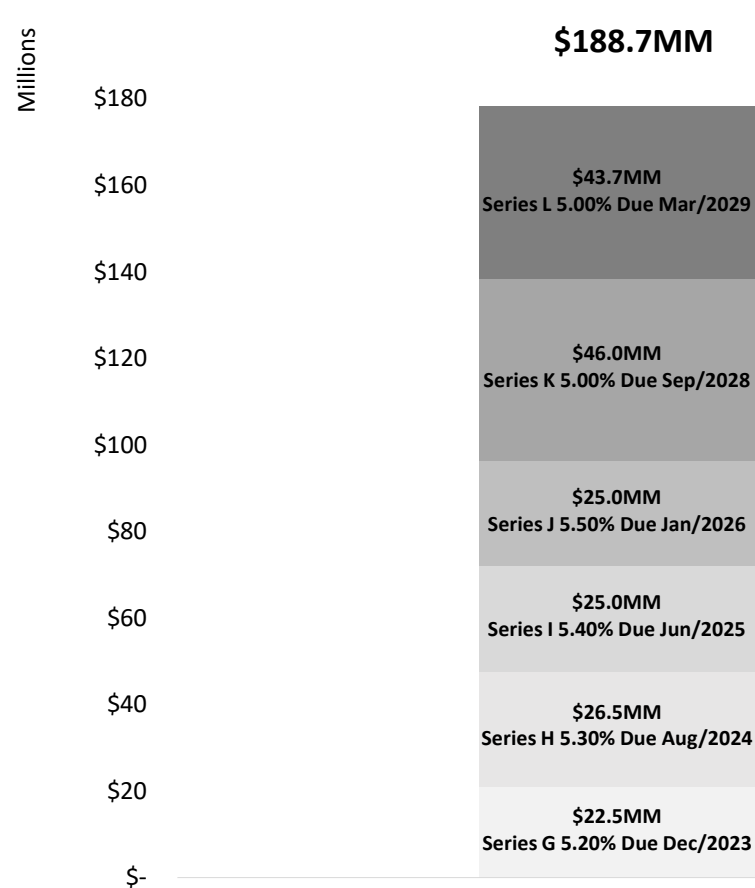 Millions
$188.7MM
$180
$160
$140
$120
$100
$80
$60
$40
$20
$-
$43.7MM
Series L 5.00% Due Mar/2029
$46.0MM
Series K 5.00% Due Sep/2028
$25.0MM
Series J 5.50% Due Jan/2026
$25.0MM
Series I 5.40% Due Jun/2025
$26.5MM
Series H 5.30% Due Aug/2024
$22.5MM
Series G 5.20% Due Dec/2023